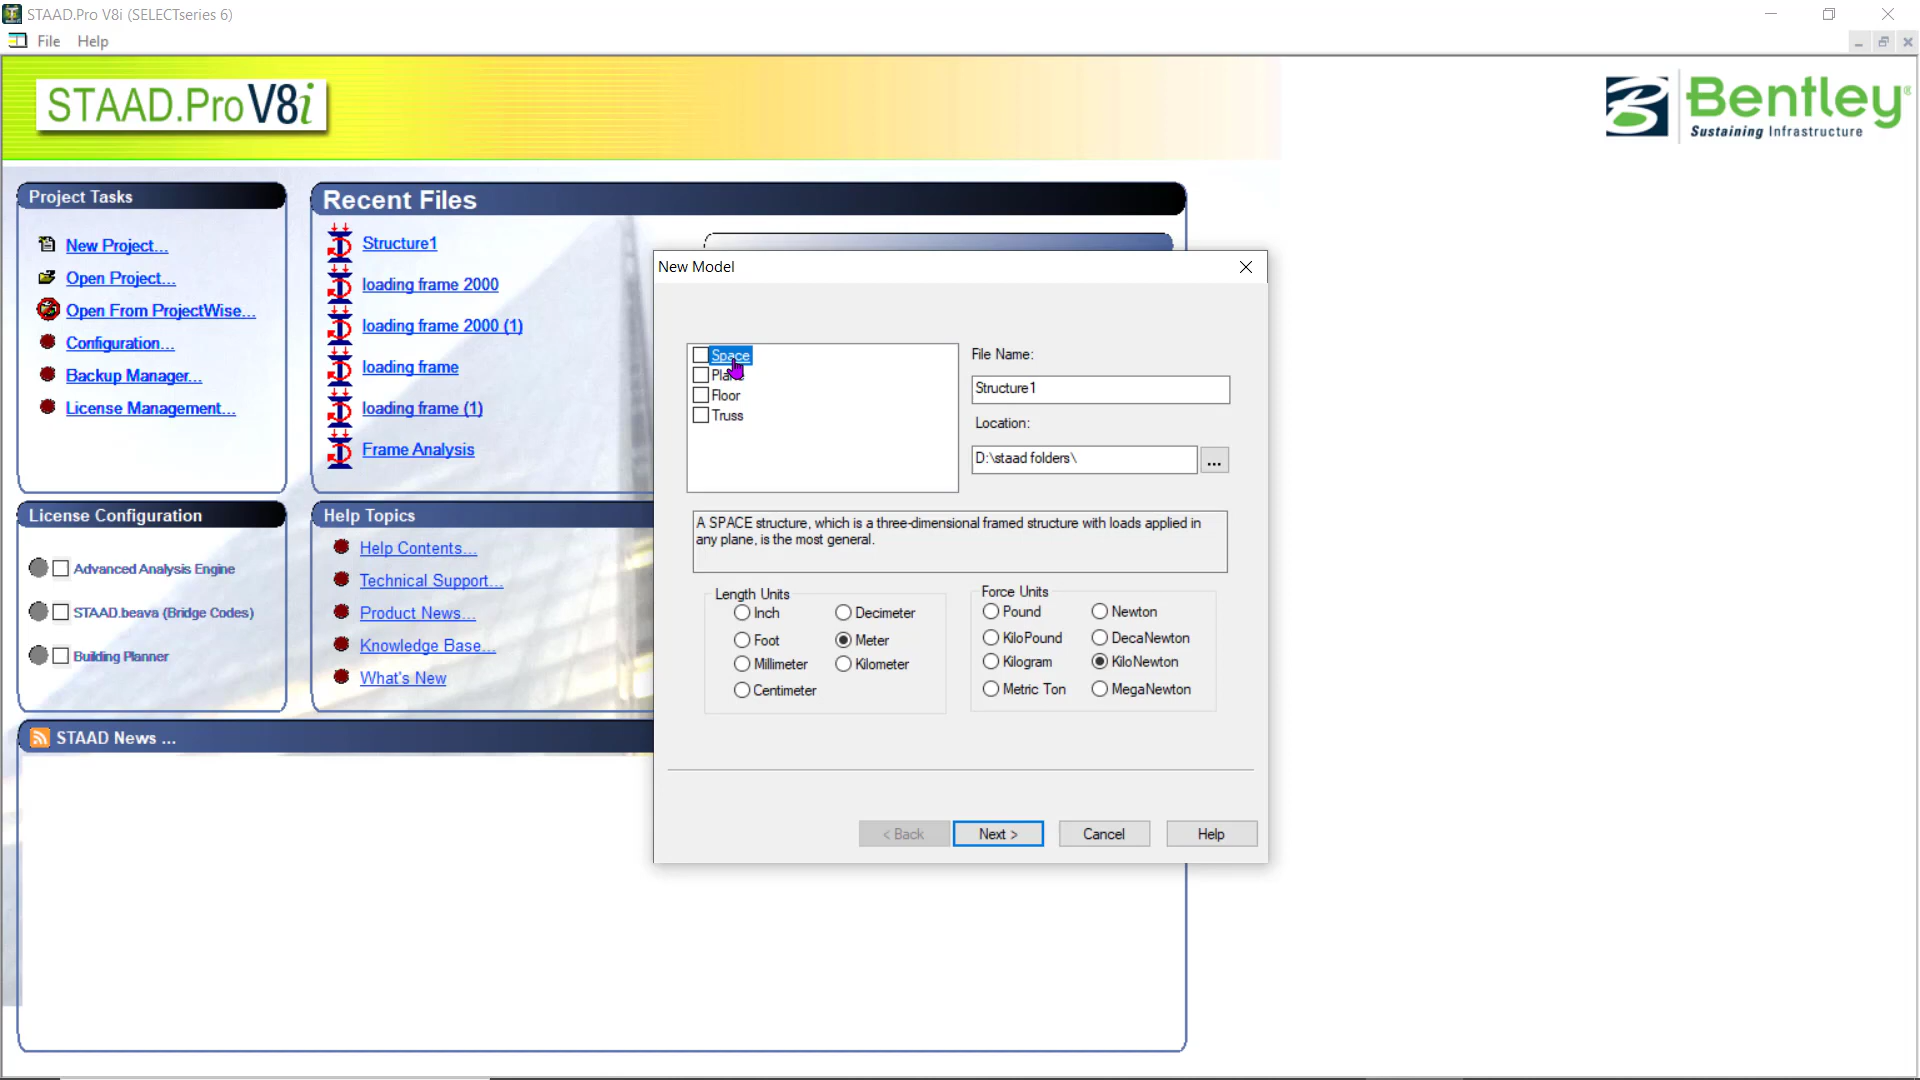 STAAD.Pro V8i (SELECTseries 6)
File Help
STAAD.Pro V8i
Bentley®
Sustaining Infrastructure
Project Tasks
New Project...
Open Project...
Open From ProjectWise...
Configuration...
Backup Manager...
License Management...
Recent Files
Structure1
loading frame 2000
loading frame 2000 (1)
loading frame
loading frame (1)
Frame Analysis
License Configuration
Advanced Analysis Engine
STAAD.beava (Bridge Codes)
Building Planner
Help Topics
Help Contents...
Technical Support...
Product News...
Knowledge Base...
What's New
STAAD News ...
New Model
Space
Plane
Floor
Truss
File Name:
Structure1
Location:
D:\staad folders\
...
A SPACE structure, which is a three-dimensional framed structure with loads applied in
any plane, is the most general.
Length Units
Inch Decimeter
Foot Meter
Millimeter Kilometer
Centimeter
Force Units
Pound Newton
KiloPound DecaNewton
Kilogram KiloNewton
Metric Ton MegaNewton
< Back Next > Cancel Help